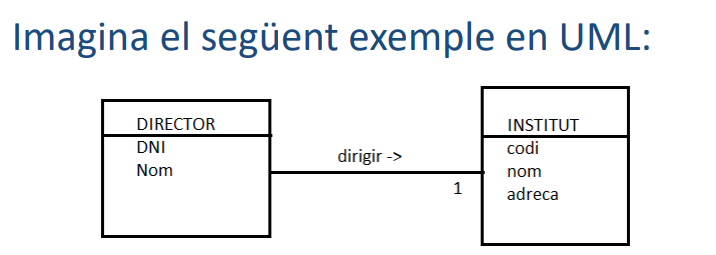 Imagina el següent exemple en UML:
DIRECTOR
DNI
Nom
dirigir ->
1
INSTITUT
codi
nom
adreca